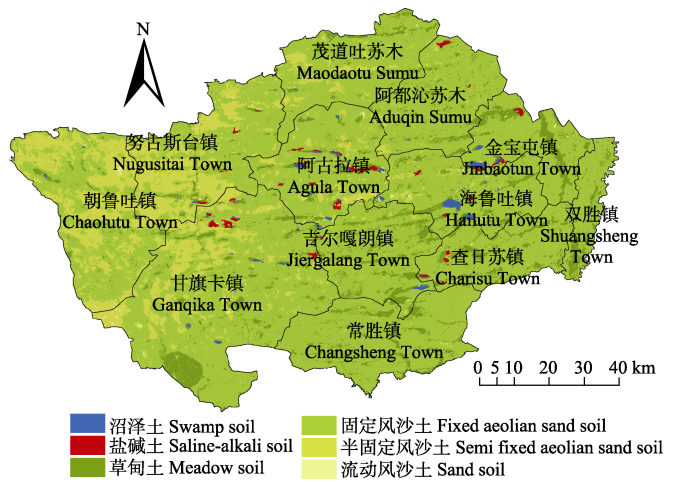 N
茂道吐苏木
Maodaotu Sumu
阿都沁苏木
Aduqin Sumu
努古斯台镇
Nugusitai Town
阿古拉镇
Agula Town
金宝屯镇
Jinbaotun Town
朝鲁吐镇
Chaolutu Town
海鲁吐镇
Hailutu Town
双胜镇
Shuangsheng
Town
吉尔嘎朗镇
Jiergalang Town
查日苏镇
Charisu Town
甘旗卡镇
Ganqika Town
常胜镇
Changsheng Town
0 5 10 20 30 40 km
沼泽土 Swamp soil
盐碱土 Saline-alkali soil
草甸土 Meadow soil
固定风沙土 Fixed aeolian sand soil
半固定风沙土 Semi fixed aeolian sand soil
流动风沙土 Sand soil